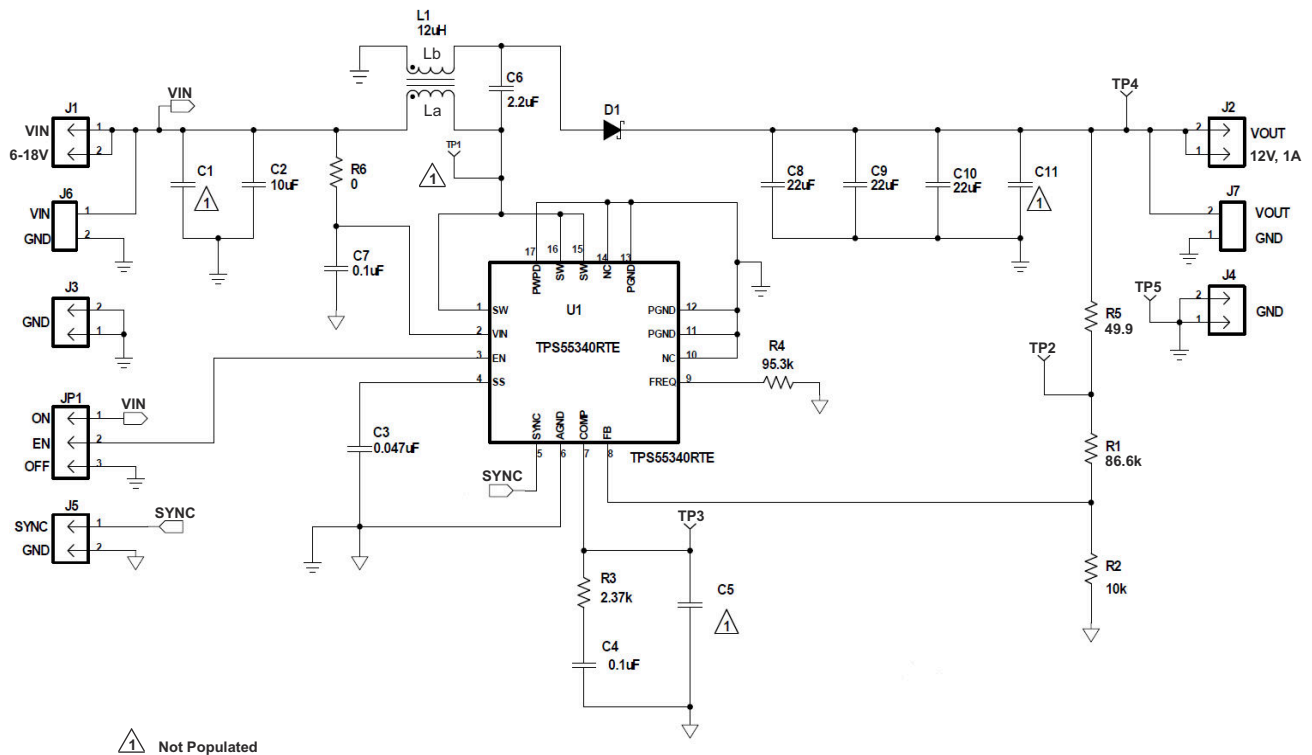 L1
12uH
Lb
La
C6
2.2uF
D1
TP4
VIN
J1
VIN
1
6-18V
2
J2
2
VOUT
1
12V, 1A
C1
1
C2
10uF
R6
0
TP1
1
C8
22uF
C9
22uF
C10
22uF
C11
1
J6
VIN
1
GND
2
J7
2
VOUT
1
GND
C7
0.1uF
17
16
15
14
13
PWPD
SW
SW
NC
PGND
U1
TPS55340RTE
1
SW
2
VIN
3
EN
4
SS
PGND
12
PGND
11
NC
10
FREQ
9
SYNC
AGND
COMP
FB
5
6
7
8
TPS55340RTE
J3
GND
2
1
TP5
J4
2
1
GND
R5
49.9
R4
95.3k
TP2
JP1
ON
1
VIN
EN
2
OFF
3
C3
0.047uF
R1
86.6k
SYNC
J5
SYNC
1
SYNC
GND
2
TP3
R3
2.37k
C5
1
R2
10k
C4
0.1uF
1
Not Populated